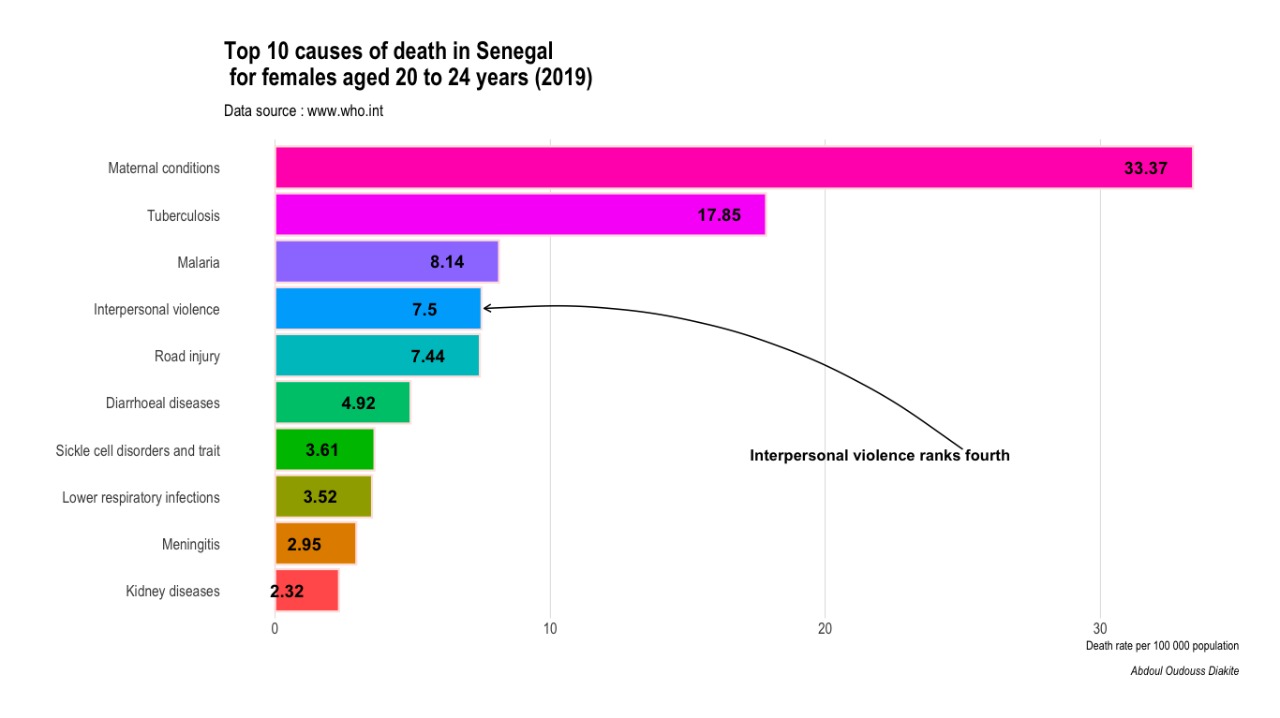 Top 10 causes of death in Senegal
for females aged 20 to 24 years (2019)
Data source : www.who.int
Maternal conditions 33.37
Tuberculosis 17.85
Malaria 8.14
Interpersonal violence 7.5
Road injury 7.44
Diarrhoeal diseases 4.92
Sickle cell disorders and trait 3.61
Interpersonal violence ranks fourth
Lower respiratory infections 3.52
Meningitis 2.95
Kidney diseases 2.32
0 10 20 30
Death rate per 100 000 population
Abdoul Oudouss Diakite